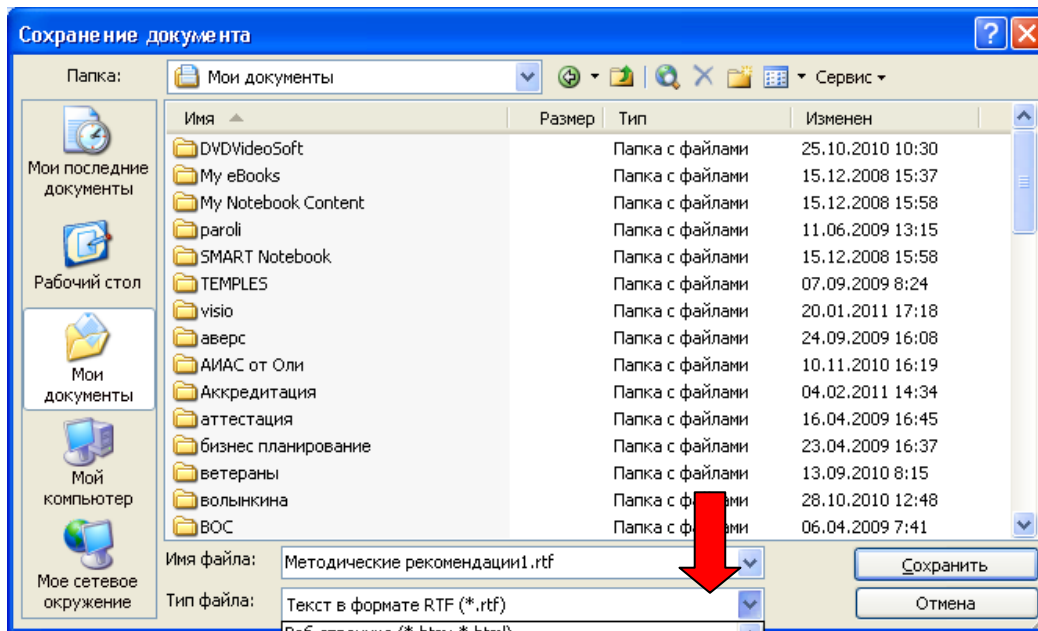 Сохранение документа
Папка: Мои документы Сервис
Имя Размер Тип Изменен
DVDVideoSoft Папка с файлами 25.10.2010 10:30
My eBooks Папка с файлами 15.12.2008 15:37
My Notebook Content Папка с файлами 15.12.2008 15:58
paroli Папка с файлами 11.06.2009 13:15
SMART Notebook Папка с файлами 15.12.2008 15:58
TEMPLES Папка с файлами 07.09.2009 8:24
visio Папка с файлами 20.01.2011 17:18
аверс Папка с файлами 24.09.2009 16:08
АИАС от Оли Папка с файлами 10.11.2010 16:19
Аккредитация Папка с файлами 04.02.2011 14:34
аттестация Папка с файлами 16.04.2009 16:45
бизнес планирование Папка с файлами 23.04.2009 16:37
ветераны Папка с файлами 13.09.2010 8:15
волынкина Папка с файлами 28.10.2010 12:48
ВОС Папка с файлами 06.04.2009 7:41
Мои последние
документы
Рабочий стол
Мои
документы
Мой
компьютер
Мое сетевое
окружение
Имя файла: Методические рекомендации1.rtf Сохранить
Тип файла: Текст в формате RTF (*.rtf) Отмена
Веб-страница (*.htm; *.html)